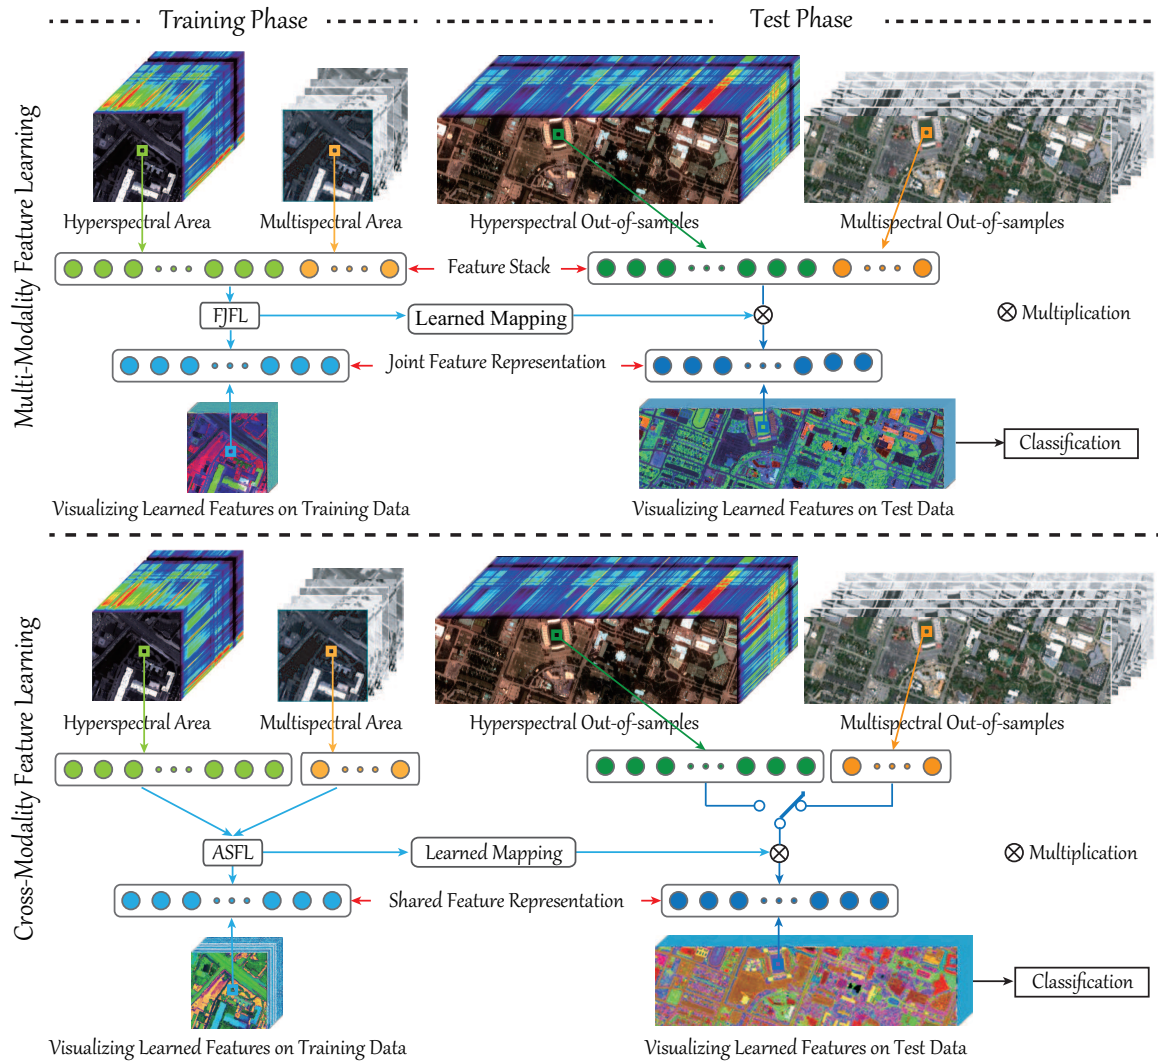 Training Phase
Test Phase
Multi-Modality Feature Learning
Hyperspectral Area
Multispectral Area
Hyperspectral Out-of-samples
Multispectral Out-of-samples
Feature Stack
FJFL
Learned Mapping
Multiplication
Joint Feature Representation
Classification
Visualizing Learned Features on Training Data
Visualizing Learned Features on Test Data
Cross-Modality Feature Learning
Hyperspectral Area
Multispectral Area
Hyperspectral Out-of-samples
Multispectral Out-of-samples
ASFL
Learned Mapping
Multiplication
Shared Feature Representation
Classification
Visualizing Learned Features on Training Data
Visualizing Learned Features on Test Data